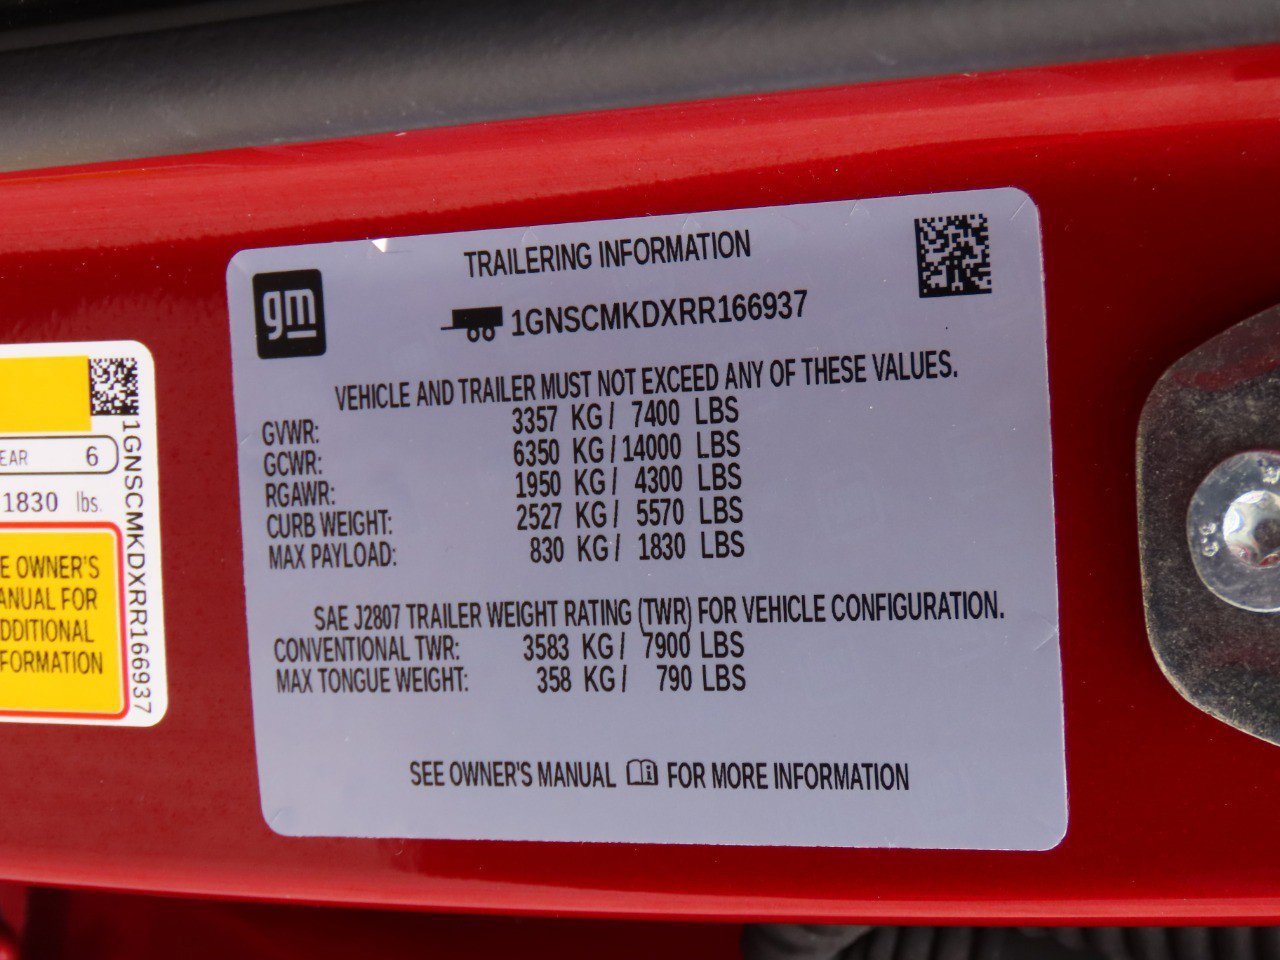 TRAILERING INFORMATION
gm
1GNSCMKDXRR166937
VEHICLE AND TRAILER MUST NOT EXCEED ANY OF THESE VALUES.
GVWR: 3357 KG / 7400 LBS
GCWR: 6350 KG / 14000 LBS
RGAWR: 1950 KG / 4300 LBS
CURB WEIGHT: 2527 KG / 5570 LBS
MAX PAYLOAD: 830 KG / 1830 LBS
SAE J2807 TRAILER WEIGHT RATING (TWR) FOR VEHICLE CONFIGURATION.
CONVENTIONAL TWR: 3583 KG / 7900 LBS
MAX TONGUE WEIGHT: 358 KG / 790 LBS
SEE OWNER'S MANUAL i FOR MORE INFORMATION
EAR 6
1830 lbs.
E OWNER'S
ANUAL FOR
DDITIONAL
FORMATION
1GNSCMKDXRR166937